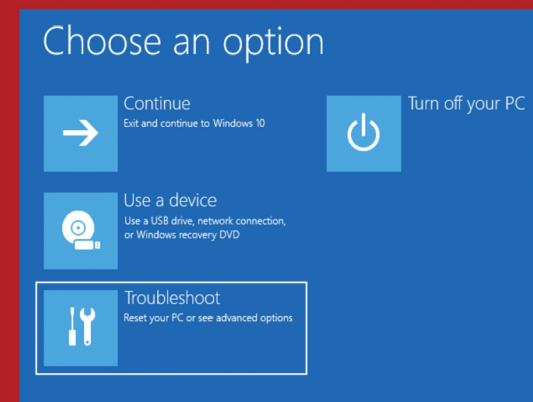 Choose an option
Continue
Exit and continue to Windows 10
Turn off your PC
Use a device
Use a USB drive, network connection,
or Windows recovery DVD
Troubleshoot
Reset your PC or see advanced options